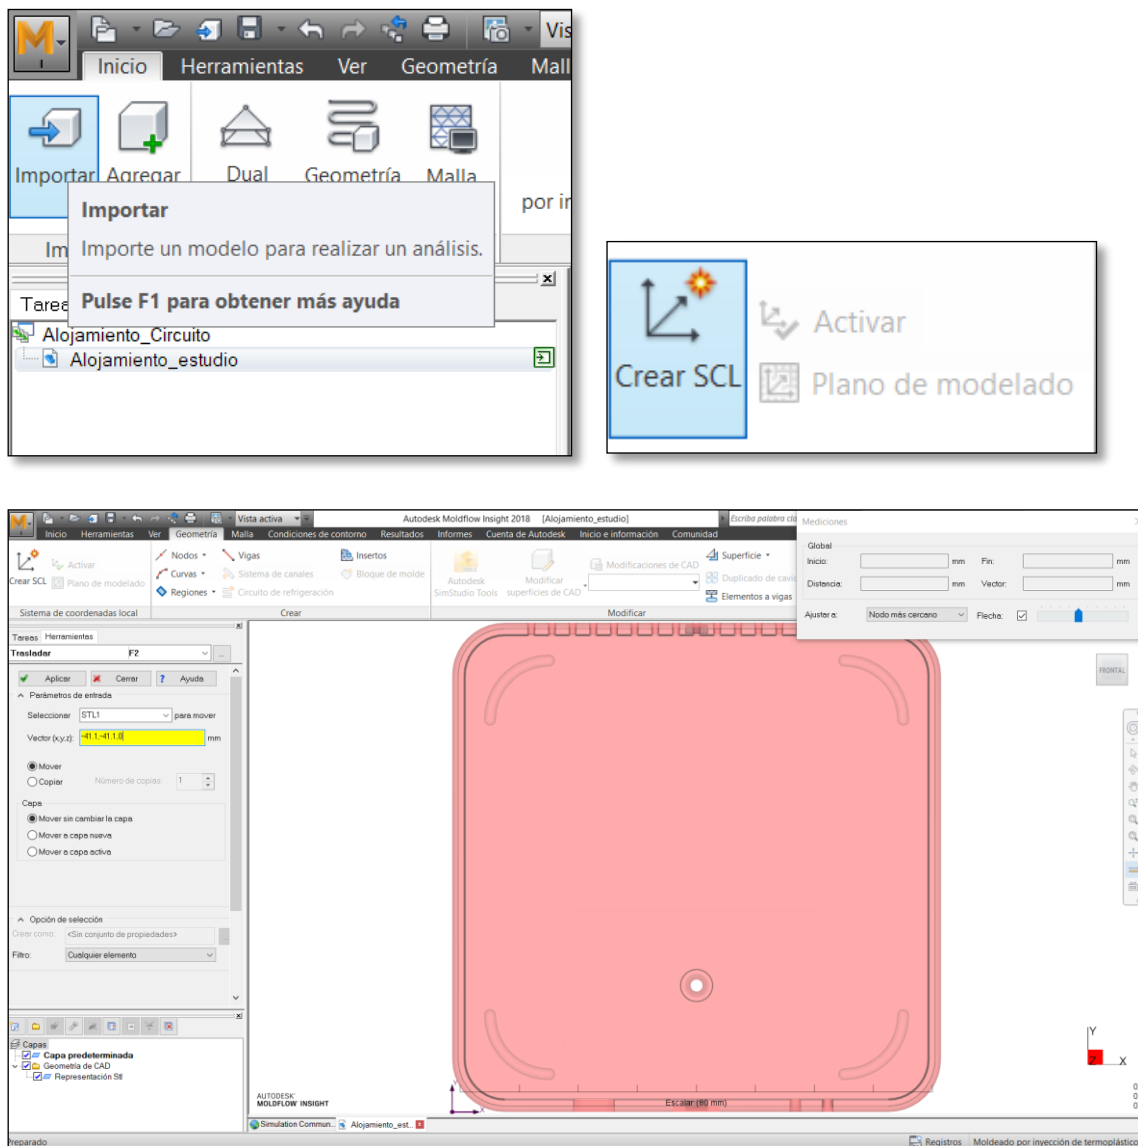 Vis
Inicio Herramientas Ver Geometría Mall
Importar Agregar Dual Geometría Malla
Importar
por in
Importe un modelo para realizar un análisis.
Im
Pulse F1 para obtener más ayuda
Tarea
Alojamiento_Circuito
Alojamiento_estudio
Crear SCL
Activar
Plano de modelado
Vista activa
Autodesk Moldflow Insight 2018 [Alojamiento_estudio]
Escriba palabra cla
Mediciones
Inicio Herramientas Ver Geometría Malla Condiciones de contorno Resultados Informes Cuenta de Autodesk Inicio e información Comunidad
Global
Inicio: mm Fin: mm
Distancia: mm Vector: mm
Ajustar a: Nodo más cercano Flecha:
Crear SCL
Activar
Plano de modelado
Nodos
Curvas
Regiones
Vigas
Sistema de canales
Circuito de refrigeración
Insertos
Bloque de molde
Autodesk SimStudio Tools
Modificar superficies de CAD
Modificaciones de CAD
Superficie
Duplicado de cavid
Elementos a vigas
Sistema de coordenadas local Crear Modificar
Tareas Herramientas
Trasladar F2
Aplicar Cerrar ? Ayuda
Parámetros de entrada
Seleccionar STL1 para mover
Vector (x,y,z): -41.1,-41.1,0 mm
Mover
Copiar Número de copias: 1
Capa
Mover sin cambiar la capa
Mover a capa nueva
Mover a capa activa
Opción de selección
Crear como: <Sin conjunto de propiedades>
Filtro: Cualquier elemento
Capas
Capa predeterminada
Geometría de CAD
Representación Stl
FRONTAL
Y
Z X
Y
X
Escalar (80 mm)
AUTODESK'
MOLDFLOW INSIGHT
Simulation Commun... Alojamiento_est...
Preparado Registros Moldeado por inyección de termoplástico